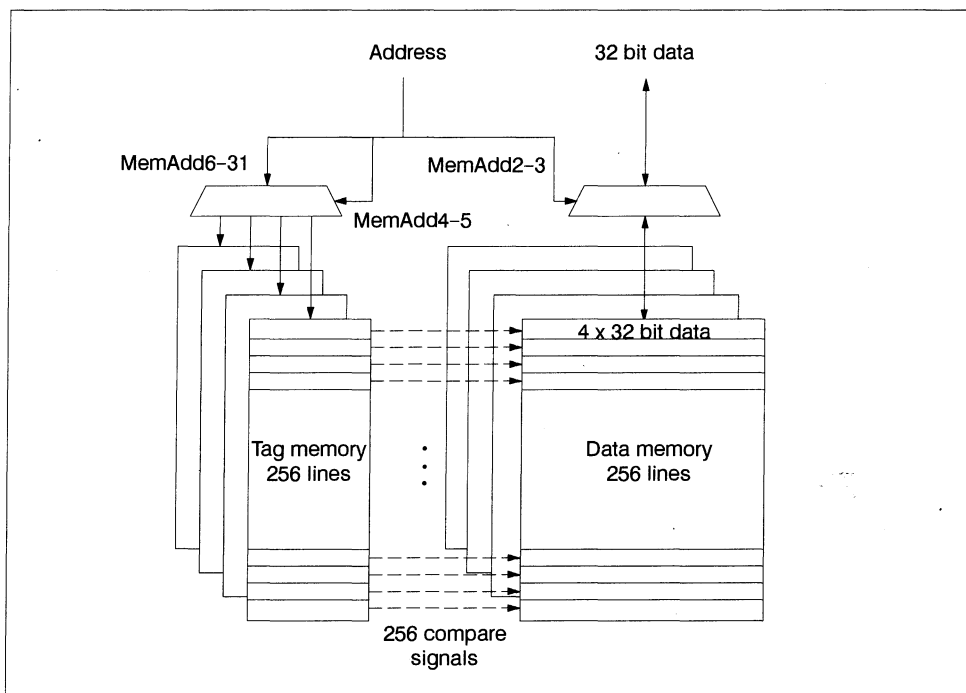 Address
32 bit data
MemAdd6–31
MemAdd2–3
MemAdd4–5
4 x 32 bit data
Tag memory
256 lines
Data memory
256 lines
256 compare
signals